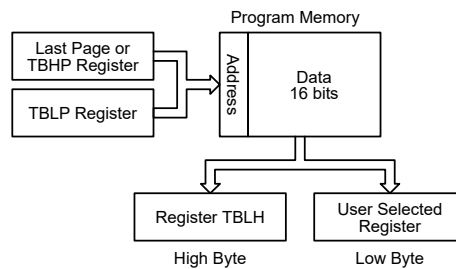 Program Memory
Last Page or
TBHP Register
TBLP Register
Address
Data
16 bits
Register TBLH
User Selected
Register
High Byte
Low Byte